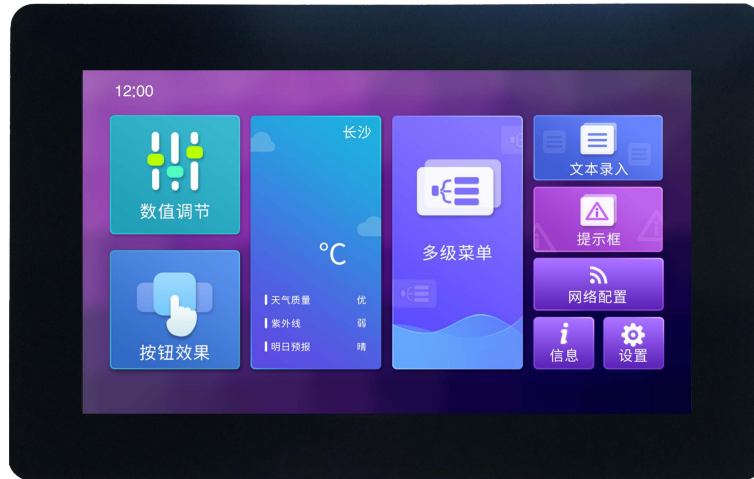 12:00
数值调节
按钮效果
长沙
℃
天气质量 优
紫外线 弱
明日预报 晴
多级菜单
文本录入
提示框
网络配置
信息
设置